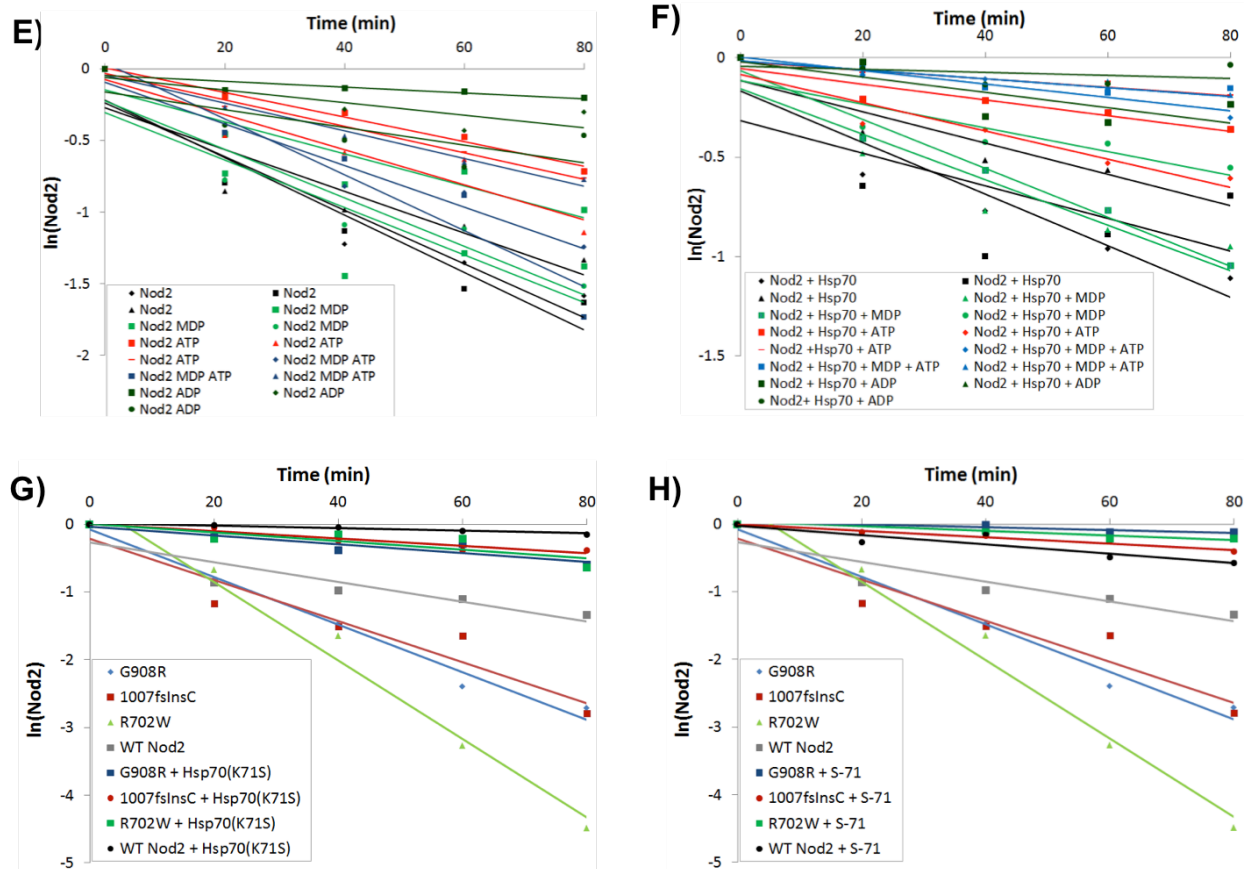 E)
Time (min)
0 20 40 60 80
0
-0.5
-1
-1.5
-2
ln(Nod2)
Nod2 Nod2
Nod2 Nod2 MDP
Nod2 MDP Nod2 MDP
Nod2 ATP Nod2 ATP
Nod2 ATP Nod2 MDP ATP
Nod2 MDP ATP Nod2 MDP ATP
Nod2 ADP Nod2 ADP
Nod2 ADP
F)
Time (min)
0 20 40 60 80
0
-0.5
-1
-1.5
ln(Nod2)
Nod2 + Hsp70 Nod2 + Hsp70
Nod2 + Hsp70 Nod2 + Hsp70 + MDP
Nod2 + Hsp70 + MDP Nod2 + Hsp70 + MDP
Nod2 + Hsp70 + ATP Nod2 + Hsp70 + ATP
Nod2 +Hsp70 + ATP Nod2 + Hsp70 + MDP + ATP
Nod2 + Hsp70 + MDP + ATP Nod2 + Hsp70 + MDP + ATP
Nod2 + Hsp70 + ADP Nod2 + Hsp70 + ADP
Nod2+ Hsp70 + ADP
G)
Time (min)
0 20 40 60 80
0
-1
-2
-3
-4
-5
ln(Nod2)
G908R
1007fsInsC
R702W
WT Nod2
G908R + Hsp70(K71S)
1007fsInsC + Hsp70(K71S)
R702W + Hsp70(K71S)
WT Nod2 + Hsp70(K71S)
H)
Time (min)
0 20 40 60 80
0
-1
-2
-3
-4
-5
ln(Nod2)
G908R
1007fsInsC
R702W
WT Nod2
G908R + S-71
1007fsInsC + S-71
R702W + S-71
WT Nod2 + S-71